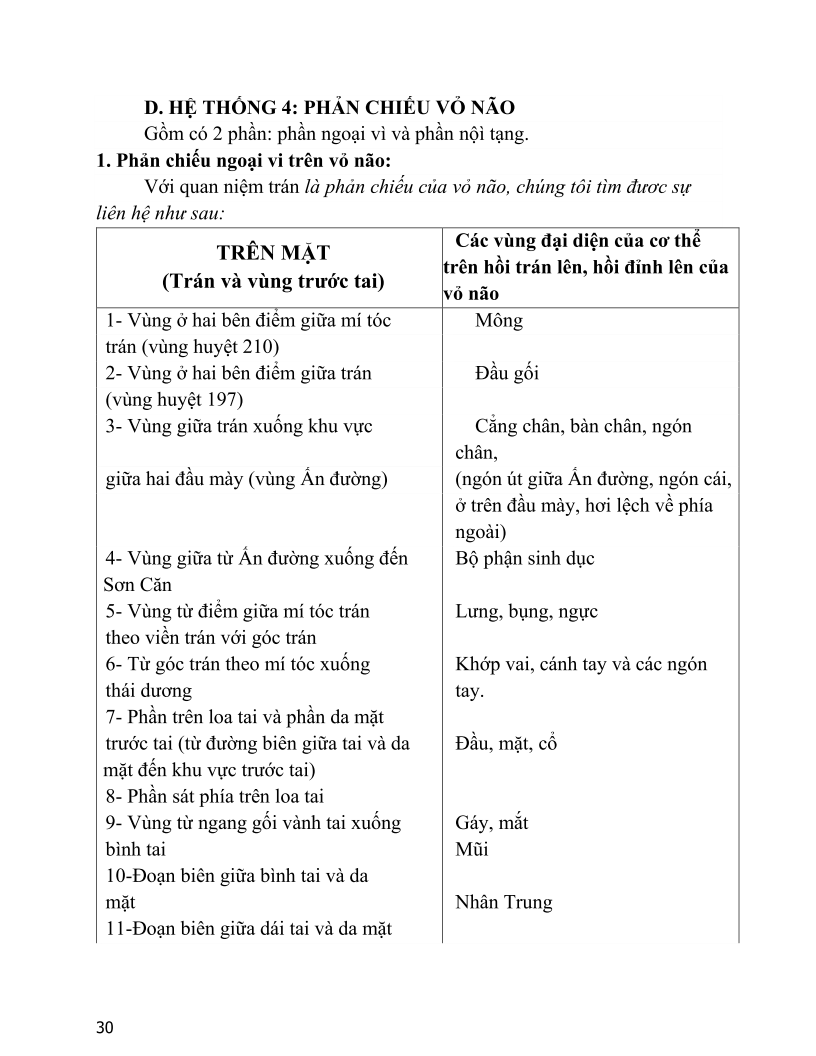 D. HỆ THỐNG 4: PHẢN CHIẾU VỎ NÃO
Gồm có 2 phần: phần ngoại vì và phần nội tạng.
1. Phản chiếu ngoại vi trên vỏ não:
Với quan niệm trán là phản chiếu của vỏ não, chúng tôi tìm đươc sự
liên hệ như sau:
TRÊN MẶT
(Trán và vùng trước tai)
Các vùng đại diện của cơ thể
trên hồi trán lên, hồi đỉnh lên của
vỏ não
1- Vùng ở hai bên điểm giữa mí tóc
trán (vùng huyệt 210)
Mông
2- Vùng ở hai bên điểm giữa trán
(vùng huyệt 197)
Đầu gối
3- Vùng giữa trán xuống khu vực
giữa hai đầu mày (vùng Ấn đường)
Cẳng chân, bàn chân, ngón
chân,
(ngón út giữa Ấn đường, ngón cái,
ở trên đầu mày, hơi lệch về phía
ngoài)
4- Vùng giữa từ Ấn đường xuống đến
Sơn Căn
Bộ phận sinh dục
5- Vùng từ điểm giữa mí tóc trán
theo viền trán với góc trán
Lưng, bụng, ngực
6- Từ góc trán theo mí tóc xuống
thái dương
Khớp vai, cánh tay và các ngón
tay.
7- Phần trên loa tai và phần da mặt
trước tai (từ đường biên giữa tai và da
mặt đến khu vực trước tai)
Đầu, mặt, cổ
8- Phần sát phía trên loa tai
9- Vùng từ ngang gối vành tai xuống
bình tai
Gáy, mắt
Mũi
10-Đoạn biên giữa bình tai và da
mặt
Nhân Trung
11-Đoạn biên giữa dái tai và da mặt
30